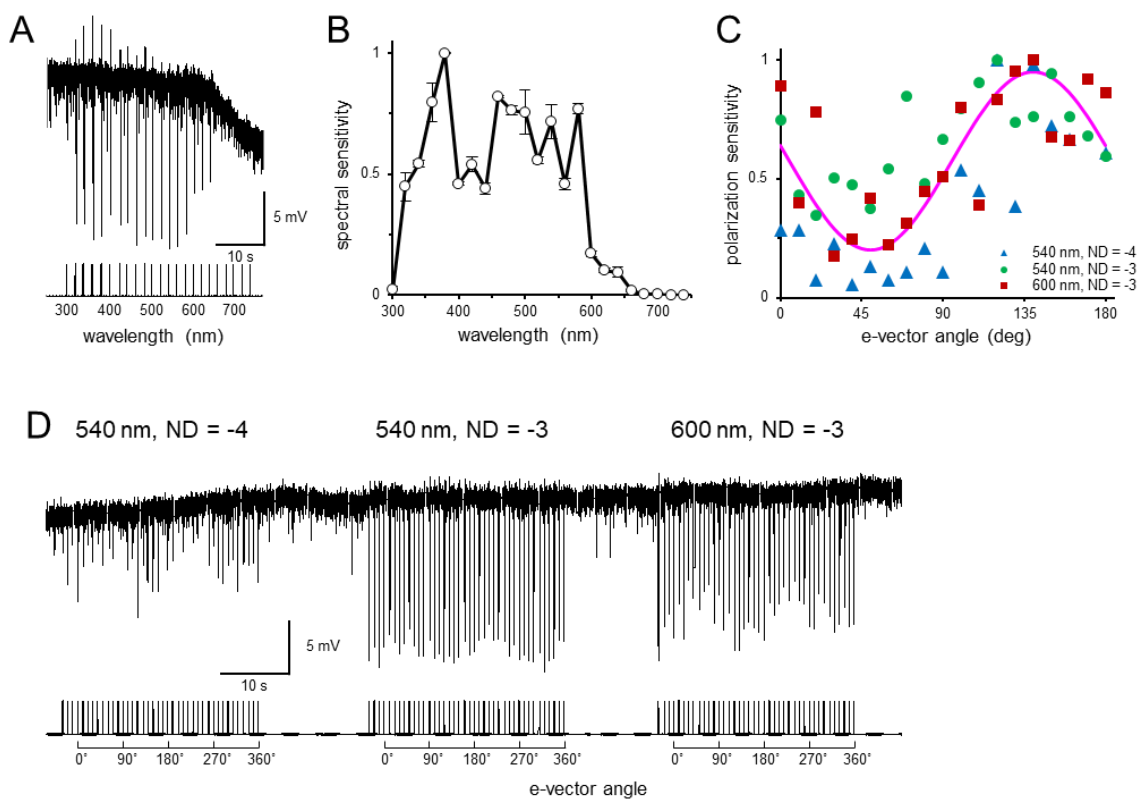 A
5 mV
10 s
300 400 500 600 700
wavelength (nm)
B
spectral sensitivity
1
0.5
0
300 400 500 600 700
wavelength (nm)
C
polarization sensitivity
1
0.5
0
540 nm, ND = -4
540 nm, ND = -3
600 nm, ND = -3
0 45 90 135 180
e-vector angle (deg)
D
540 nm, ND = -4 540 nm, ND = -3 600 nm, ND = -3
5 mV
10 s
0˚ 90˚ 180˚ 270˚ 360˚ 0˚ 90˚ 180˚ 270˚ 360˚ 0˚ 90˚ 180˚ 270˚ 360˚
e-vector angle